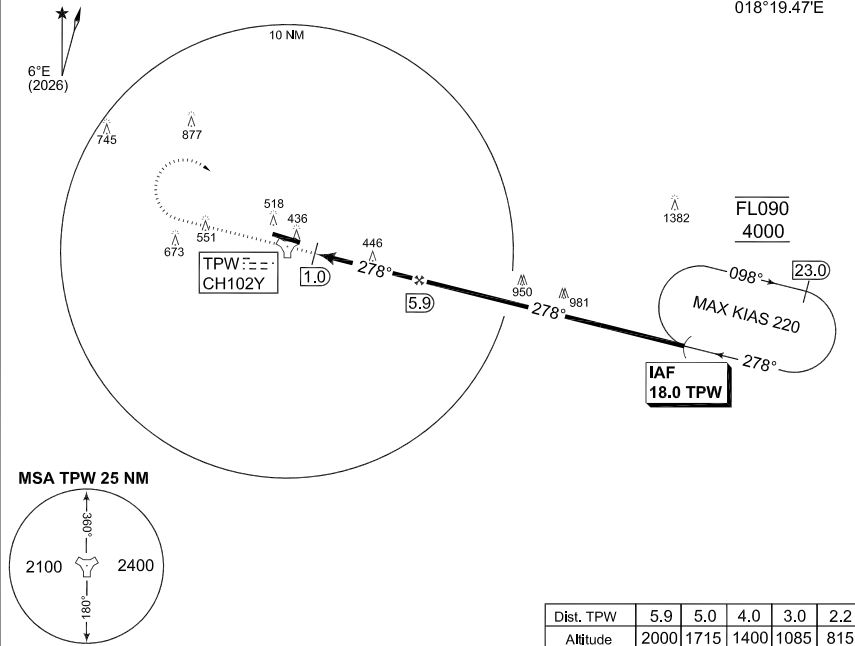 018°19.47'E
10 NM
6°E
(2026)
745
877
518
436
551
673
446
1382
FL090
4000
TPW
CH102Y
1.0
278°
5.9
950
981
278°
098°
23.0
MAX KIAS 220
278°
IAF
18.0 TPW
MSA TPW 25 NM
360°
2100
2400
180°
Dist. TPW 5.9 5.0 4.0 3.0 2.2
Altitude 2000 1715 1400 1085 815